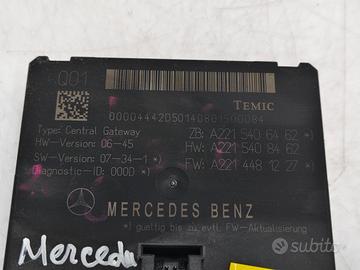 Q01
TEMIC
00004442D50140801500084
Type: Central Gateway ZB: A221 540 64 62 *)
HW-Version: 06-45 HW: A221 540 84 62
SW-Version: 07-34-1*) FW: A221 448 12 27 *)
Diagnostic-ID: 000D *)
MERCEDES BENZ
*) gueltig bis zu evtl. FW-Aktualisierung
Mercedes
subito